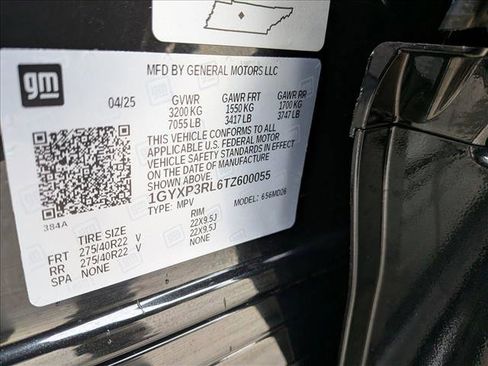 gm
MFD BY GENERAL MOTORS LLC
04/25 GVWR GAWR FRT GAWR RR
3200 KG 1550 KG 1700 KG
7055 LB 3417 LB 3747 LB
THIS VEHICLE CONFORMS TO ALL
APPLICABLE U.S. FEDERAL MOTOR
VEHICLE SAFETY STANDARDS IN EFFECT
ON THE DATE OF MANUFACTURE
SHOWN ABOVE.
1GYXP3RL6TZ600055
TYPE: MPV MODEL: 6S6MD26
384A
TIRE SIZE RIM
FRT 275/40R22 V 22X9.5J
RR 275/40R22 V 22X9.5J
SPA NONE NONE